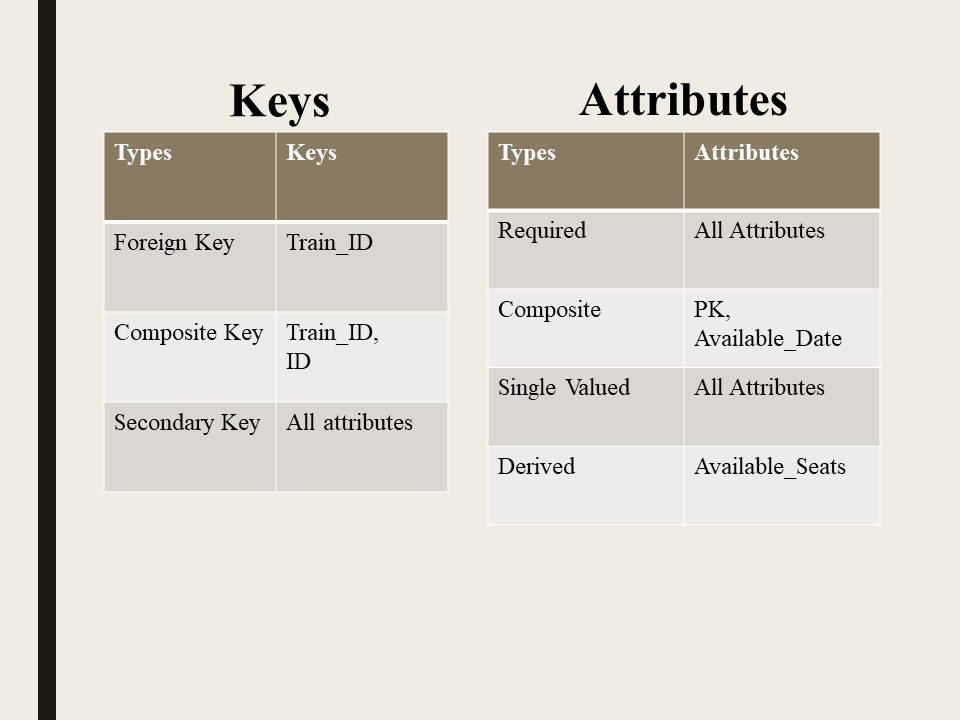 Keys
Types Keys
Foreign Key Train_ID
Composite Key Train_ID,
ID
Secondary Key All attributes
Attributes
Types Attributes
Required All Attributes
Composite PK,
Available_Date
Single Valued All Attributes
Derived Available_Seats